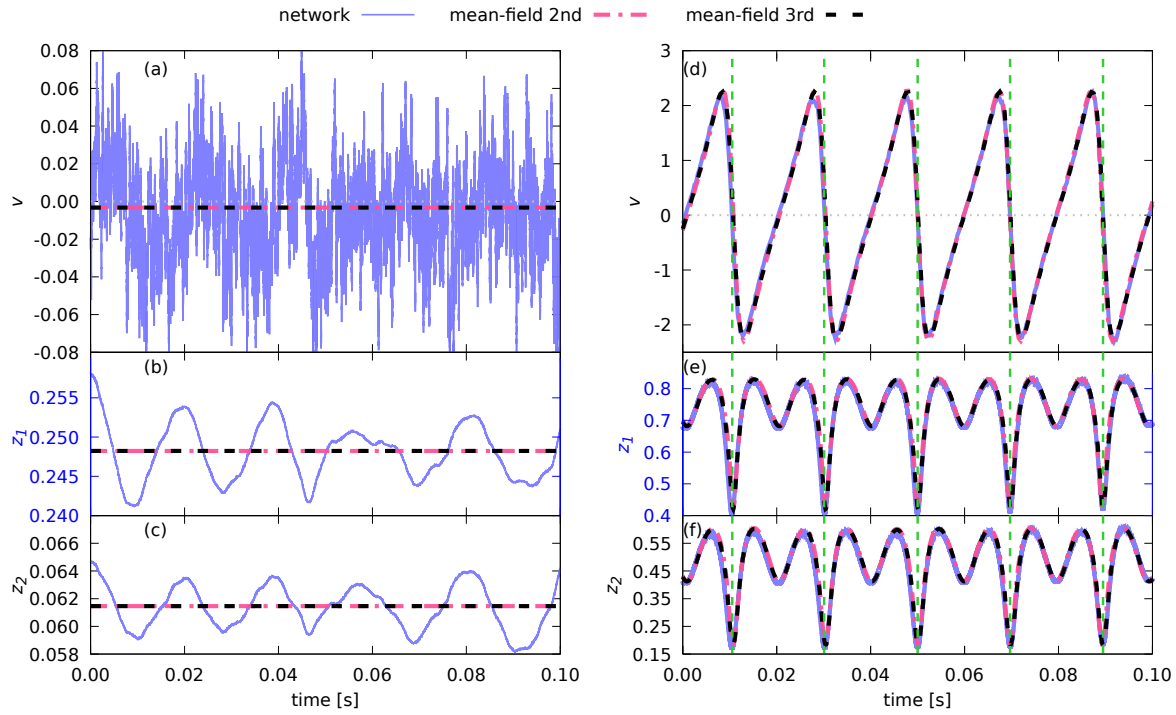 network mean-field 2nd mean-field 3rd
(a)
0.08
0.06
0.04
0.02
0.00
-0.02
-0.04
-0.06
-0.08
v
(b)
0.255
0.250
0.245
0.240
z1
(c)
0.066
0.064
0.062
0.060
0.058
z2
0.00 0.02 0.04 0.06 0.08 0.10
time [s]
(d)
3
2
1
0
-1
-2
v
(e)
0.8
0.7
0.6
0.5
0.4
z1
(f)
0.55
0.45
0.35
0.25
0.15
z2
0.00 0.02 0.04 0.06 0.08 0.10
time [s]